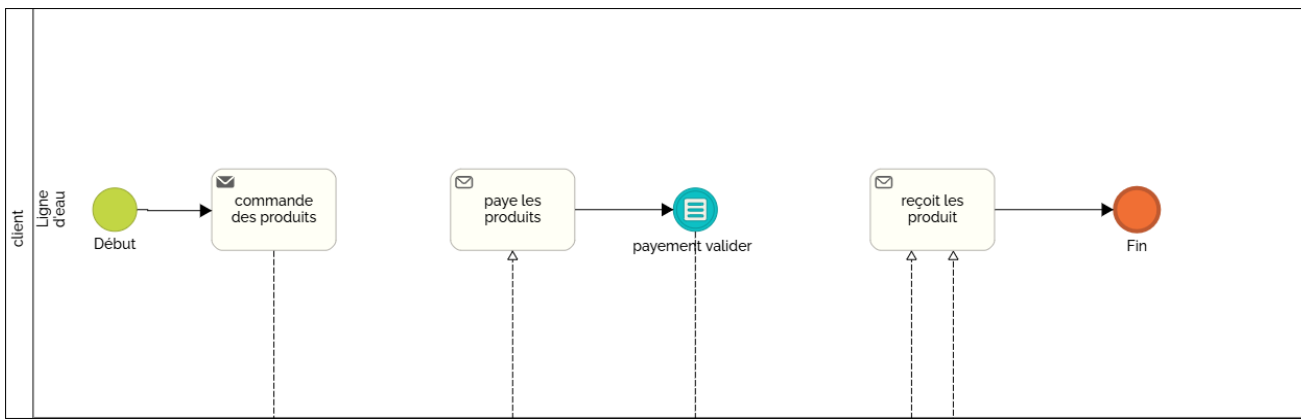 client
Ligne
d'eau
Début
commande
des produits
paye les
produits
payement valider
reçoit les
produit
Fin